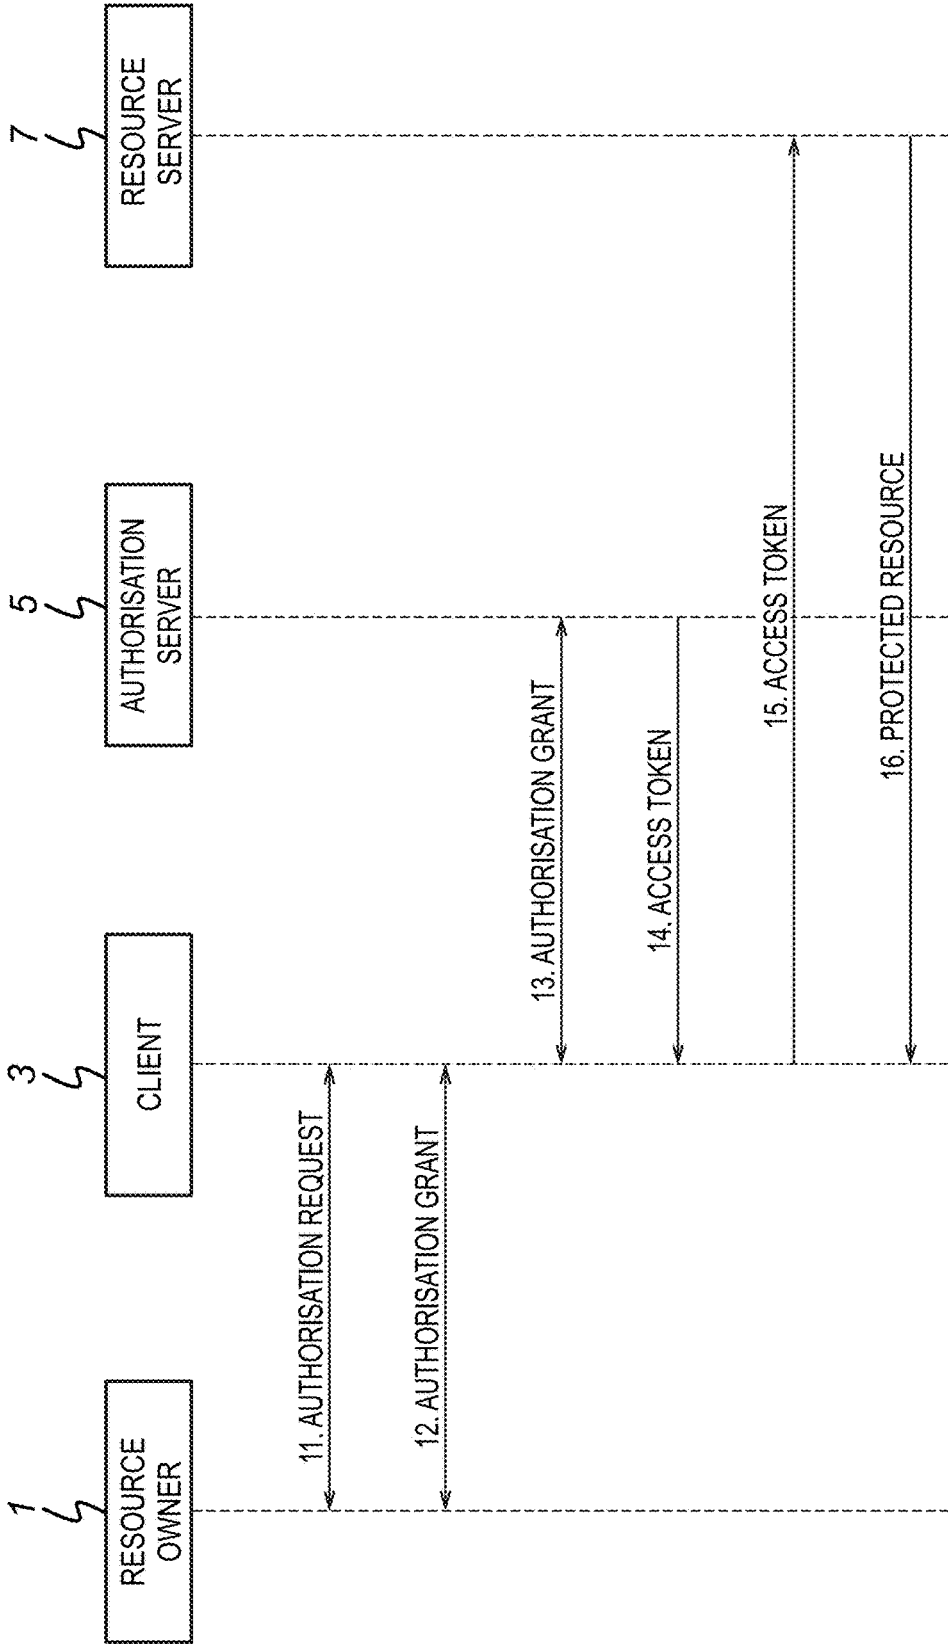 1
RESOURCE
OWNER
3
CLIENT
5
AUTHORISATION
SERVER
7
RESOURCE
SERVER
11. AUTHORISATION REQUEST
12. AUTHORISATION GRANT
13. AUTHORISATION GRANT
14. ACCESS TOKEN
15. ACCESS TOKEN
16. PROTECTED RESOURCE